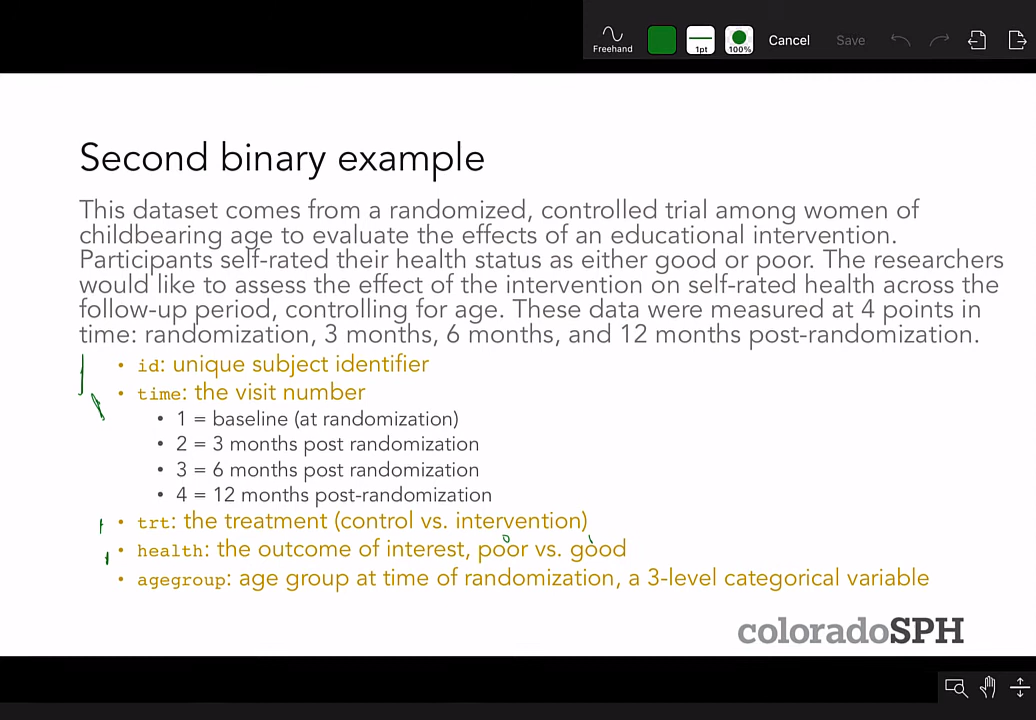 Freehand
1pt
100%
Cancel
Save
Second binary example
This dataset comes from a randomized, controlled trial among women of
childbearing age to evaluate the effects of an educational intervention.
Participants self-rated their health status as either good or poor. The researchers
would like to assess the effect of the intervention on self-rated health across the
follow-up period, controlling for age. These data were measured at 4 points in
time: randomization, 3 months, 6 months, and 12 months post-randomization.
• id: unique subject identifier
• time: the visit number
• 1 = baseline (at randomization)
• 2 = 3 months post randomization
• 3 = 6 months post randomization
• 4 = 12 months post-randomization
• trt: the treatment (control vs. intervention)
• health: the outcome of interest, poor vs. good
• agegroup: age group at time of randomization, a 3-level categorical variable
coloradoSPH